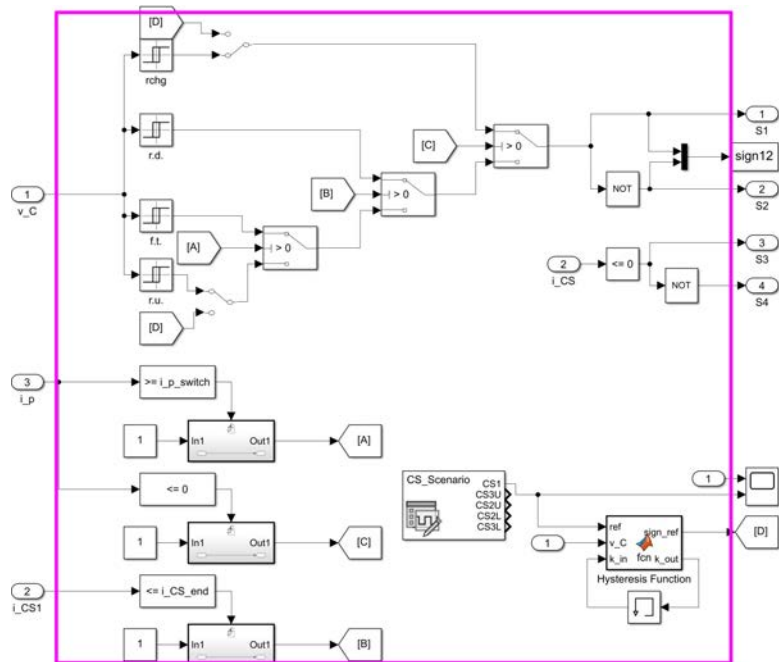 [D]
rchg
r.d.
[C]
> 0
1
S1
sign12
[B]
> 0
NOT
2
S2
1
v_C
f.t.
[A]
> 0
3
S3
2
i_CS
<= 0
r.u.
NOT
4
S4
[D]
3
i_p
>= i_p_switch
1
In1
Out1
[A]
<= 0
1
In1
Out1
[C]
2
i_CS1
<= i_CS_end
1
In1
Out1
[B]
CS_Scenario
CS1
CS3U
CS2U
CS2L
CS3L
1
ref
sign_ref
1
v_C
fcn
k_in
k_out
Hysteresis Function
[D]